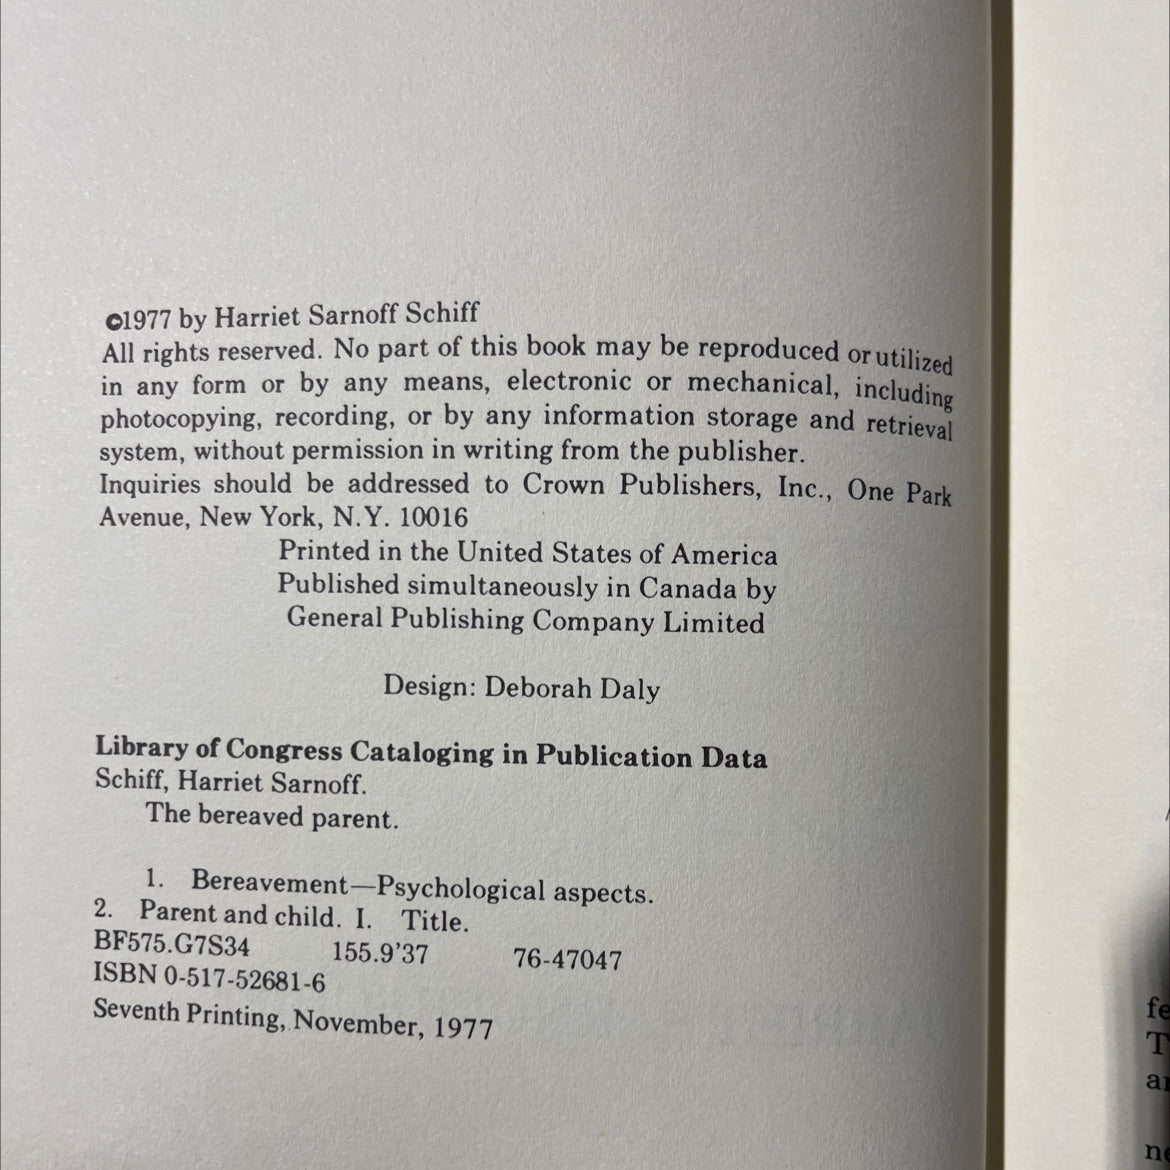 ©1977 by Harriet Sarnoff Schiff
All rights reserved. No part of this book may be reproduced or utilized
in any form or by any means, electronic or mechanical, including
photocopying, recording, or by any information storage and retrieval
system, without permission in writing from the publisher.
Inquiries should be addressed to Crown Publishers, Inc., One Park
Avenue, New York, N.Y. 10016
Printed in the United States of America
Published simultaneously in Canada by
General Publishing Company Limited
Design: Deborah Daly
Library of Congress Cataloging in Publication Data
Schiff, Harriet Sarnoff.
The bereaved parent.
1. Bereavement—Psychological aspects.
2. Parent and child. I. Title.
BF575.G7S34 155.9'37 76-47047
ISBN 0-517-52681-6
Seventh Printing, November, 1977